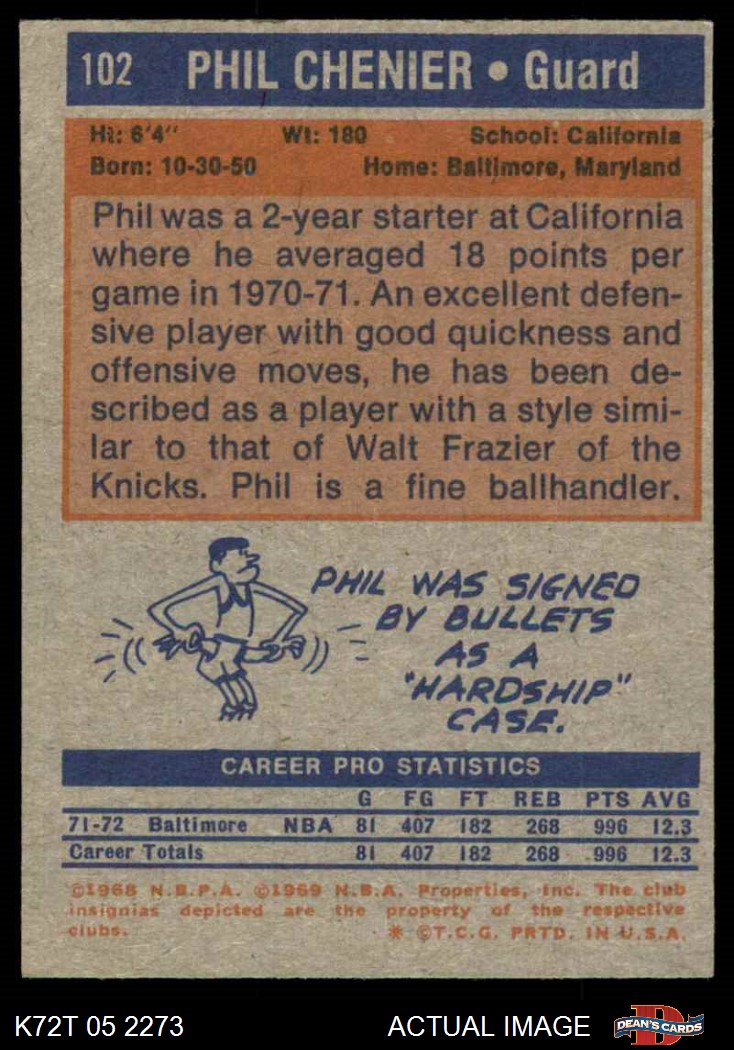 102 PHIL CHENIER • Guard
Ht: 6'4" Wt: 180 School: California
Born: 10-30-50 Home: Baltimore, Maryland
Phil was a 2-year starter at California
where he averaged 18 points per
game in 1970-71. An excellent defen-
sive player with good quickness and
offensive moves, he has been de-
scribed as a player with a style simi-
lar to that of Walt Frazier of the
Knicks. Phil is a fine ballhandler.
PHIL WAS SIGNED
BY BULLETS
AS A
"HARDSHIP"
CASE.
CAREER PRO STATISTICS
G FG FT REB PTS AVG
71-72 Baltimore NBA 81 407 182 268 996 12.3
Career Totals 81 407 182 268 996 12.3
©1968 N.B.P.A. ©1969 N.B.A. Properties, Inc. The club
insignias depicted are the property of the respective
clubs. * ©T.C.G. PRTD. IN U.S.A.
K72T 05 2273 ACTUAL IMAGE D DEAN'S CARDS